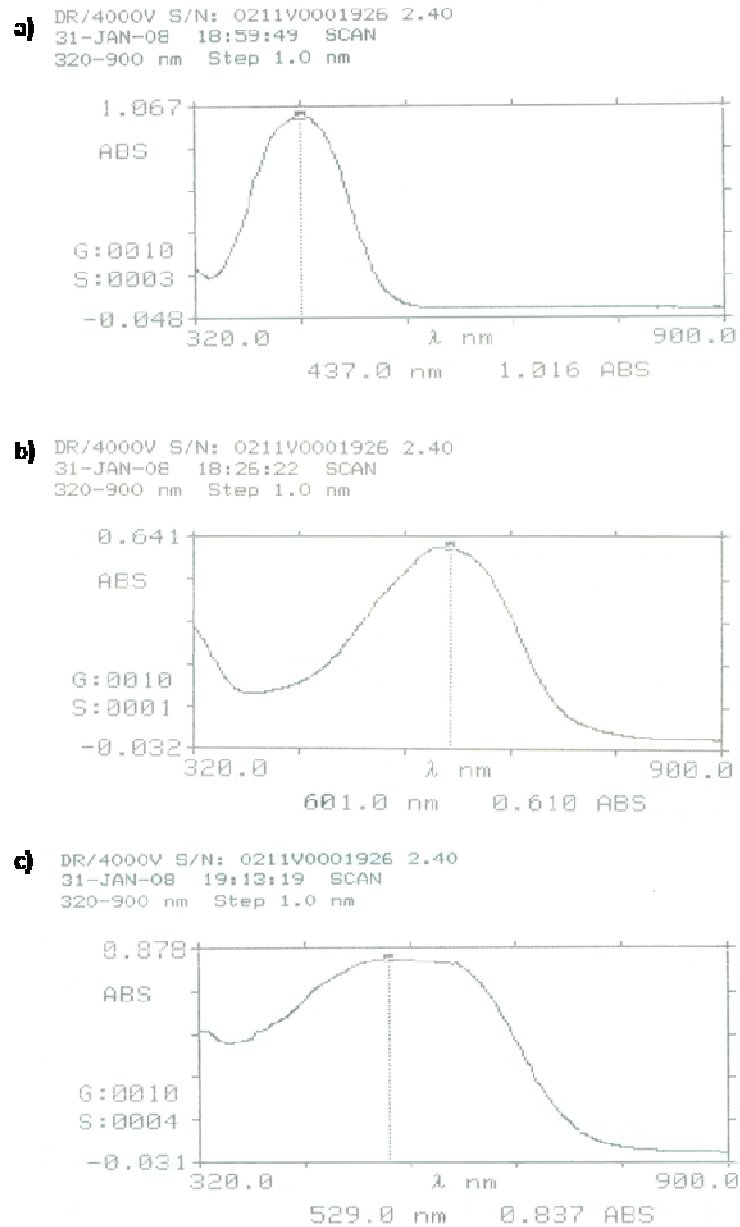 a)
DR/4000V S/N: 0211V0001926 2.40
31-JAN-08 18:59:49 SCAN
320-900 nm Step 1.0 nm
1.067
ABS
G:0010
S:0003
-0.048
320.0 λ nm 900.0
437.0 nm 1.016 ABS
b)
DR/4000V S/N: 0211V0001926 2.40
31-JAN-08 18:26:22 SCAN
320-900 nm Step 1.0 nm
0.641
ABS
G:0010
S:0001
-0.032
320.0 λ nm 900.0
601.0 nm 0.610 ABS
c)
DR/4000V S/N: 0211V0001926 2.40
31-JAN-08 19:13:19 SCAN
320-900 nm Step 1.0 nm
0.878
ABS
G:0010
S:0004
-0.031
320.0 λ nm 900.0
529.0 nm 0.837 ABS